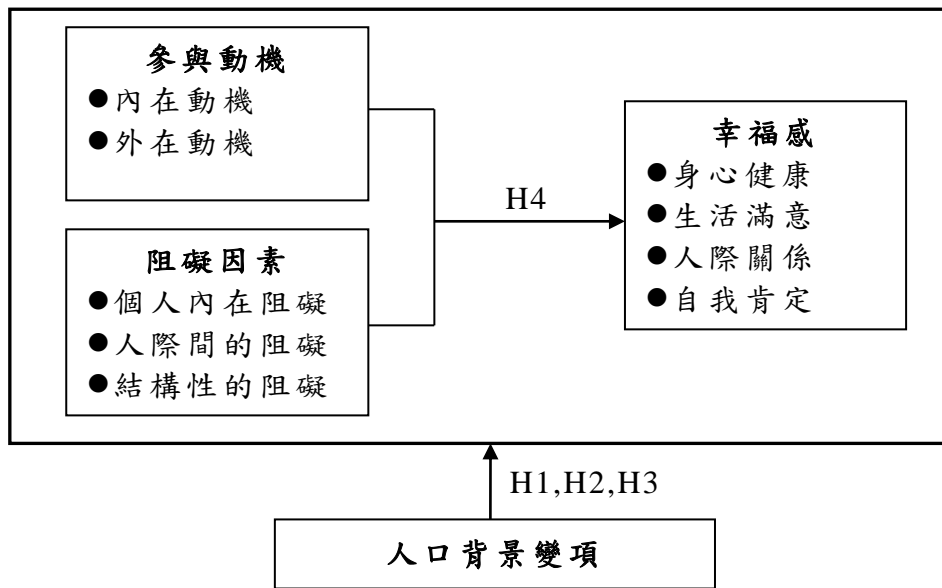 參與動機
●內在動機
●外在動機
阻礙因素
●個人內在阻礙
●人際間的阻礙
●結構性的阻礙
H4
幸福感
●身心健康
●生活滿意
●人際關係
●自我肯定
H1,H2,H3
人口背景變項